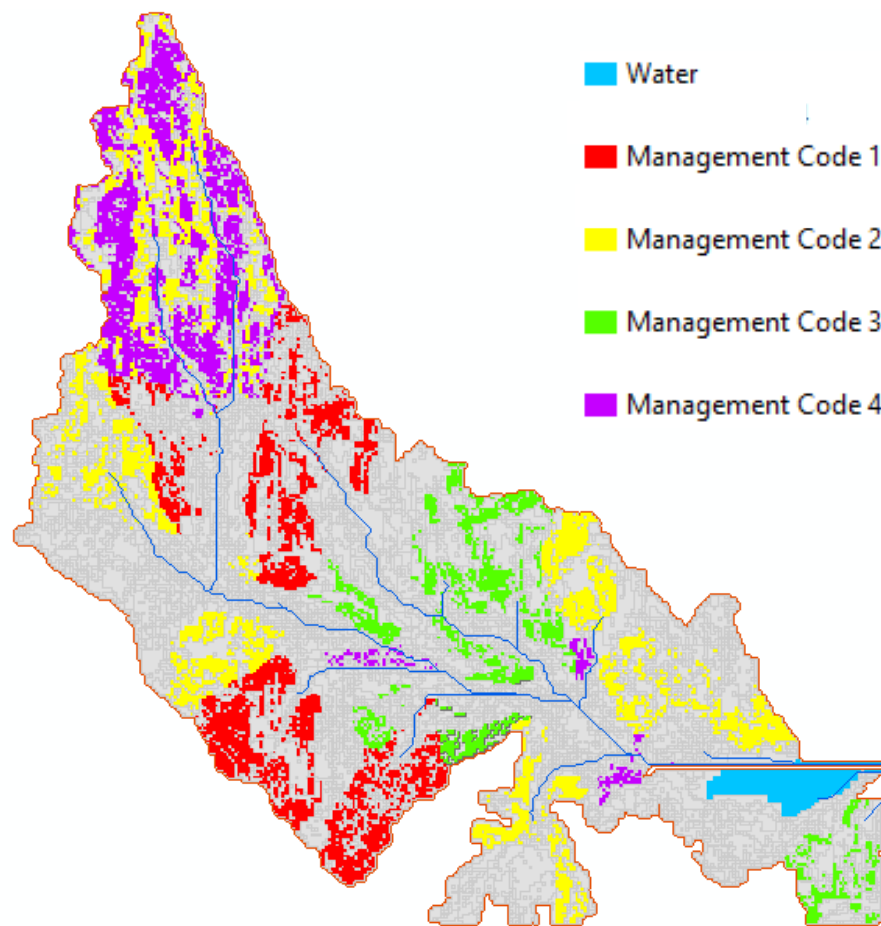 Water
Management Code 1
Management Code 2
Management Code 3
Management Code 4